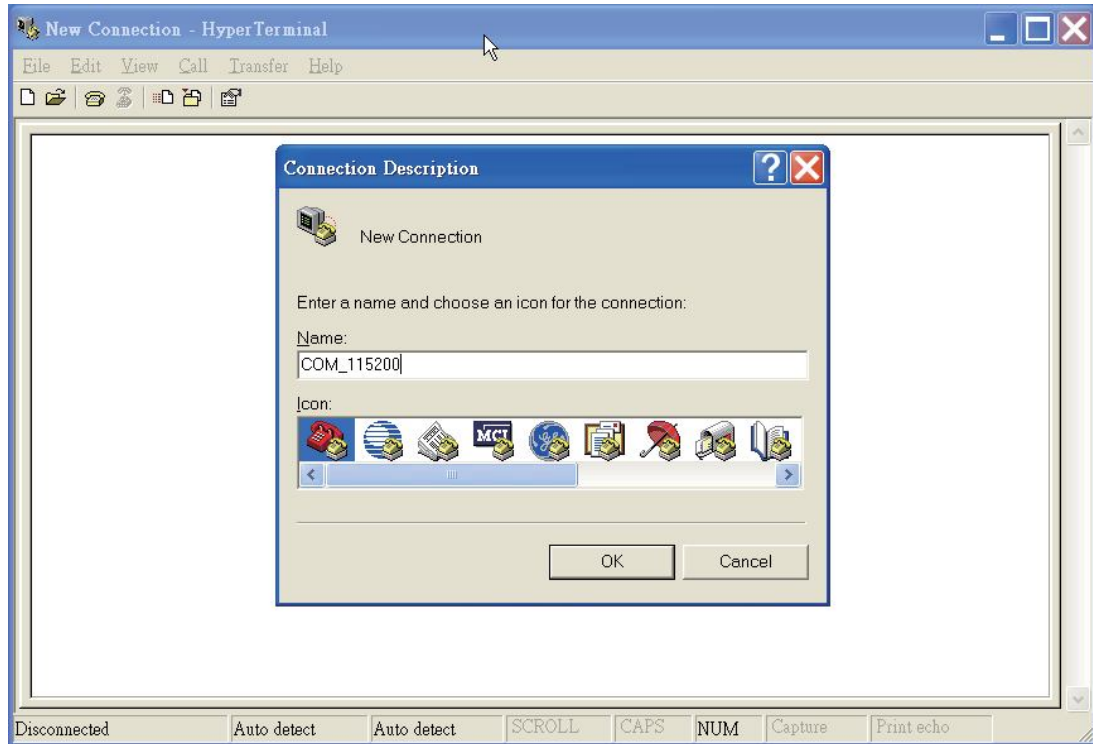 New Connection - HyperTerminal
File Edit View Call Transfer Help
Connection Description
New Connection
Enter a name and choose an icon for the connection:
Name:
COM_115200
Icon:
MCI
OK Cancel
Disconnected Auto detect Auto detect SCROLL CAPS NUM Capture Print echo